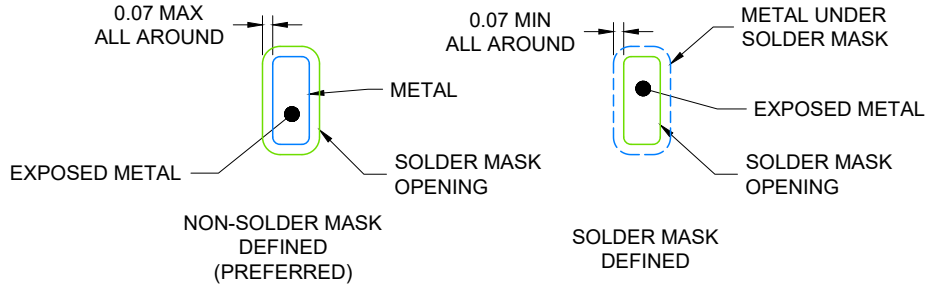 0.07 MAX
ALL AROUND
METAL
EXPOSED METAL
SOLDER MASK
OPENING
NON-SOLDER MASK
DEFINED
(PREFERRED)
0.07 MIN
ALL AROUND
METAL UNDER
SOLDER MASK
EXPOSED METAL
SOLDER MASK
OPENING
SOLDER MASK
DEFINED